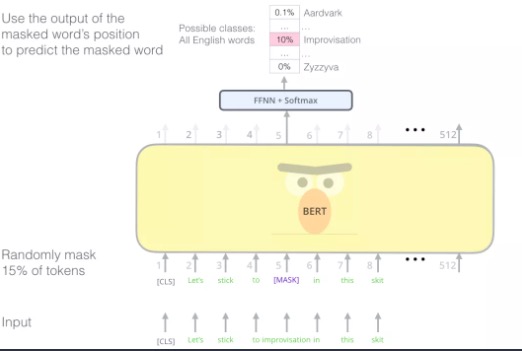 Use the output of the
masked word's position
to predict the masked word
Possible classes:
All English words
0.1% Aardvark
... ...
10% Improvisation
... ...
0% Zyzzyva
FFNN + Softmax
1 2 3 4 5 6 7 8 ••• 512
BERT
Randomly mask
15% of tokens
1 2 3 4 5 6 7 8 ••• 512
[CLS] Let's stick to [MASK] in this skit
Input
[CLS] Let's stick to improvisation in this skit